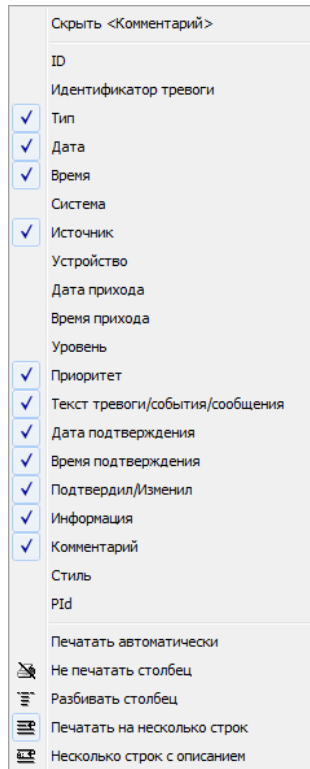 Скрыть <Комментарий>
ID
Идентификатор тревоги
Тип
Дата
Время
Система
Источник
Устройство
Дата прихода
Время прихода
Уровень
Приоритет
Текст тревоги/события/сообщения
Дата подтверждения
Время подтверждения
Подтвердил/Изменил
Информация
Комментарий
Стиль
PId
Печатать автоматически
Не печатать столбец
Разбивать столбец
Печатать на несколько строк
Несколько строк с описанием